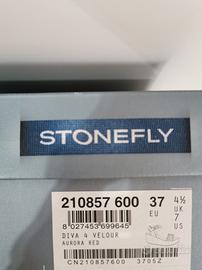 STONEFLY
210857 600 37 4½
EU UK
7
US
8 027453 699645
DIVA 4 VELOUR
AURORA RED
CN210857600 3705Z